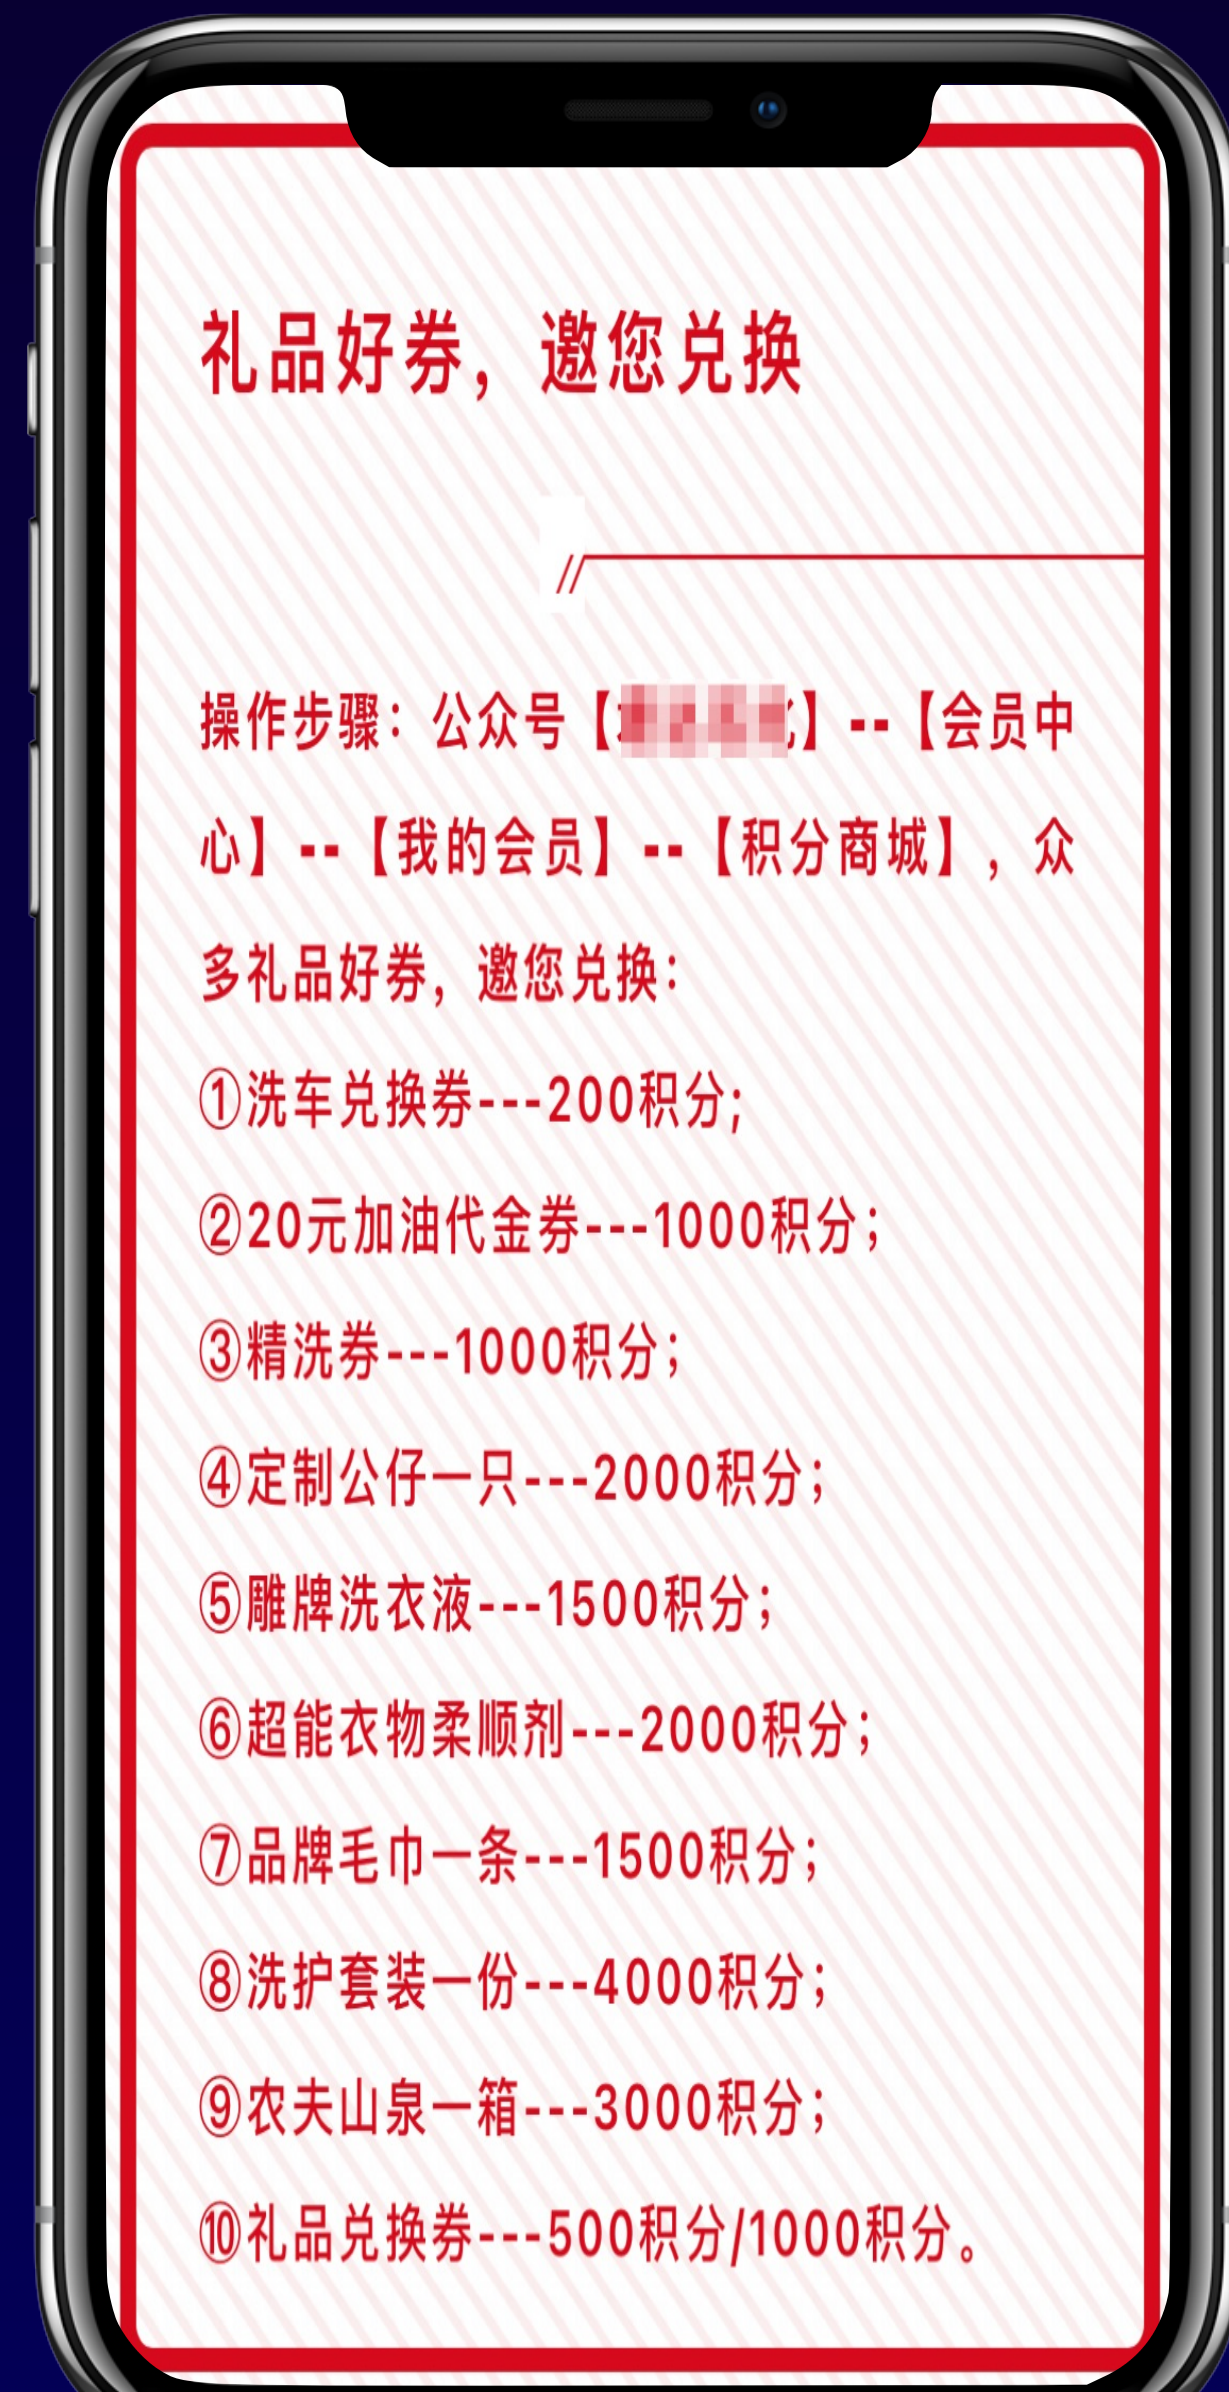 礼品好券，邀您兑换
操作步骤：公众号【】--【会员中
心】--【我的会员】--【积分商城】，众
多礼品好券，邀您兑换：
①洗车兑换券---200积分;
②20元加油代金券---1000积分；
③精洗券---1000积分；
④定制公仔一只---2000积分；
⑤雕牌洗衣液---1500积分；
⑥超能衣物柔顺剂---2000积分；
⑦品牌毛巾一条---1500积分；
⑧洗护套装一份---4000积分；
⑨农夫山泉一箱---3000积分；
⑩礼品兑换券---500积分/1000积分。